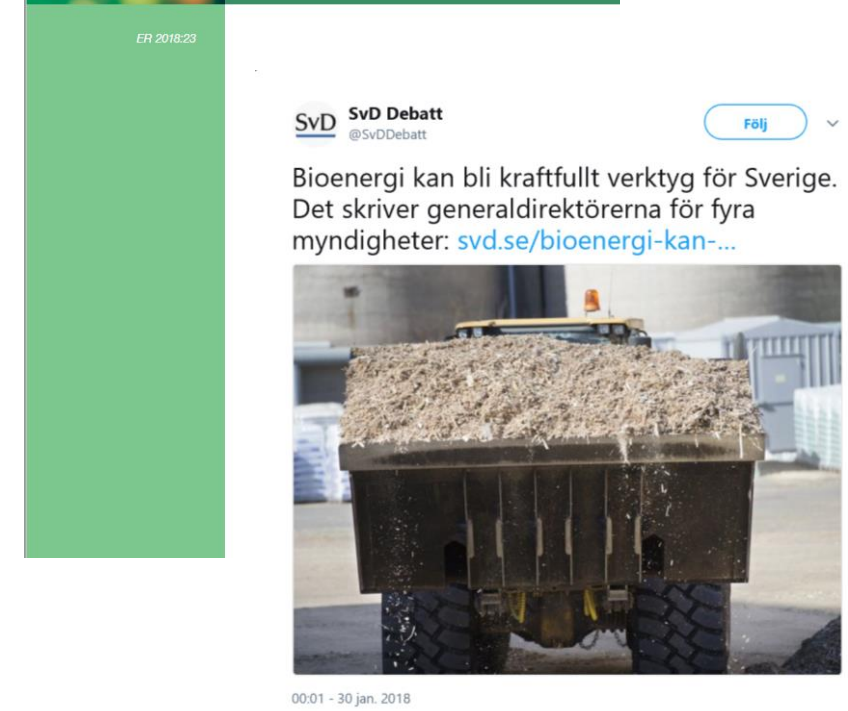 ER 2018:23
SvD
SvD Debatt
@SvDDebatt
Följ
Bioenergi kan bli kraftfullt verktyg för Sverige.
Det skriver generaldirektörerna för fyra
myndigheter: svd.se/bioenergi-kan-...
00:01 - 30 jan. 2018